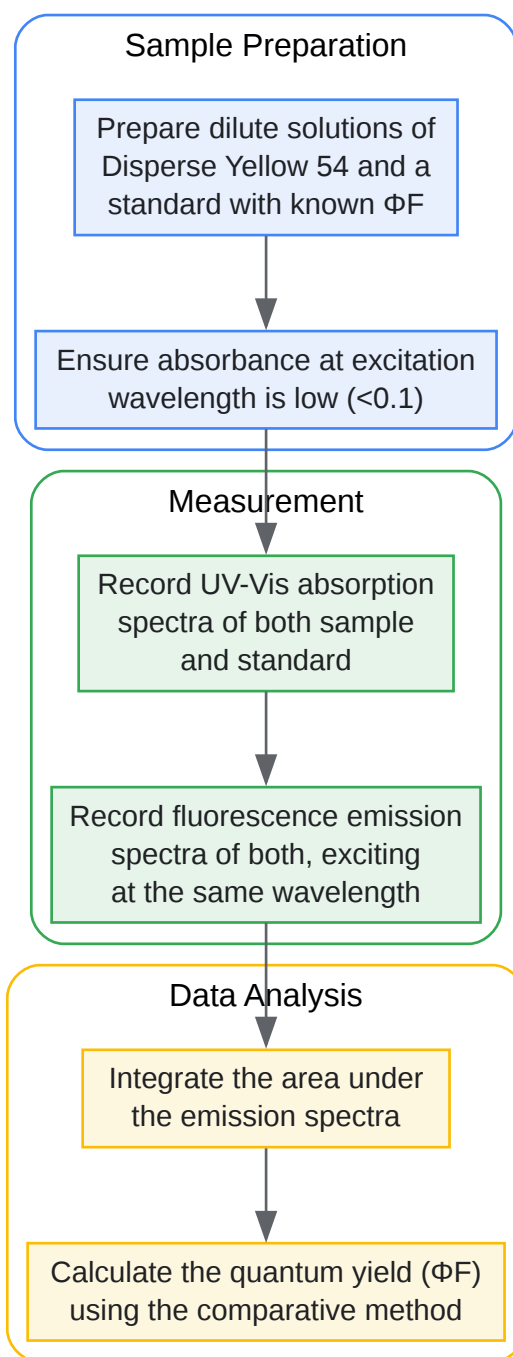 Sample Preparation
Prepare dilute solutions of
Disperse Yellow 54 and a
standard with known ΦF
Ensure absorbance at excitation
wavelength is low (<0.1)
Measurement
Record UV-Vis absorption
spectra of both sample
and standard
Record fluorescence emission
spectra of both, exciting
at the same wavelength
Data Analysis
Integrate the area under
the emission spectra
Calculate the quantum yield (ΦF)
using the comparative method